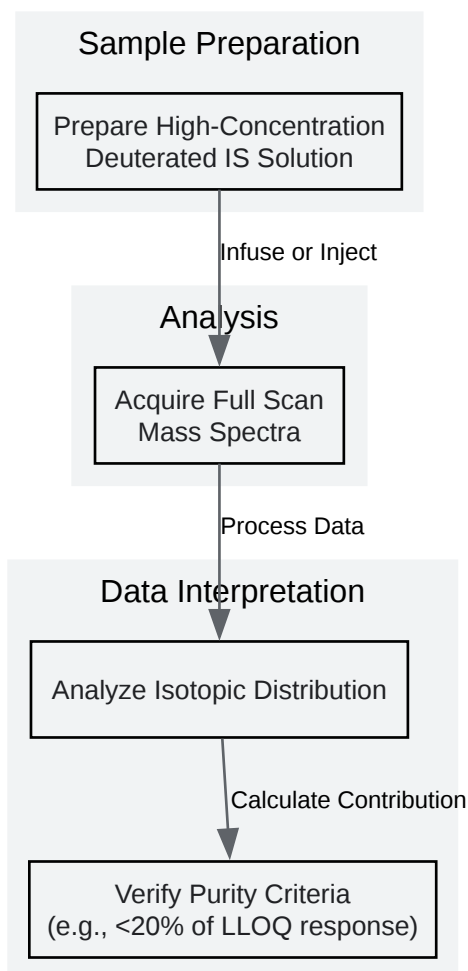 Sample Preparation
Prepare High-Concentration
Deuterated IS Solution
Infuse or Inject
Analysis
Acquire Full Scan
Mass Spectra
Process Data
Data Interpretation
Analyze Isotopic Distribution
Calculate Contribution
Verify Purity Criteria
(e.g., <20% of LLOQ response)